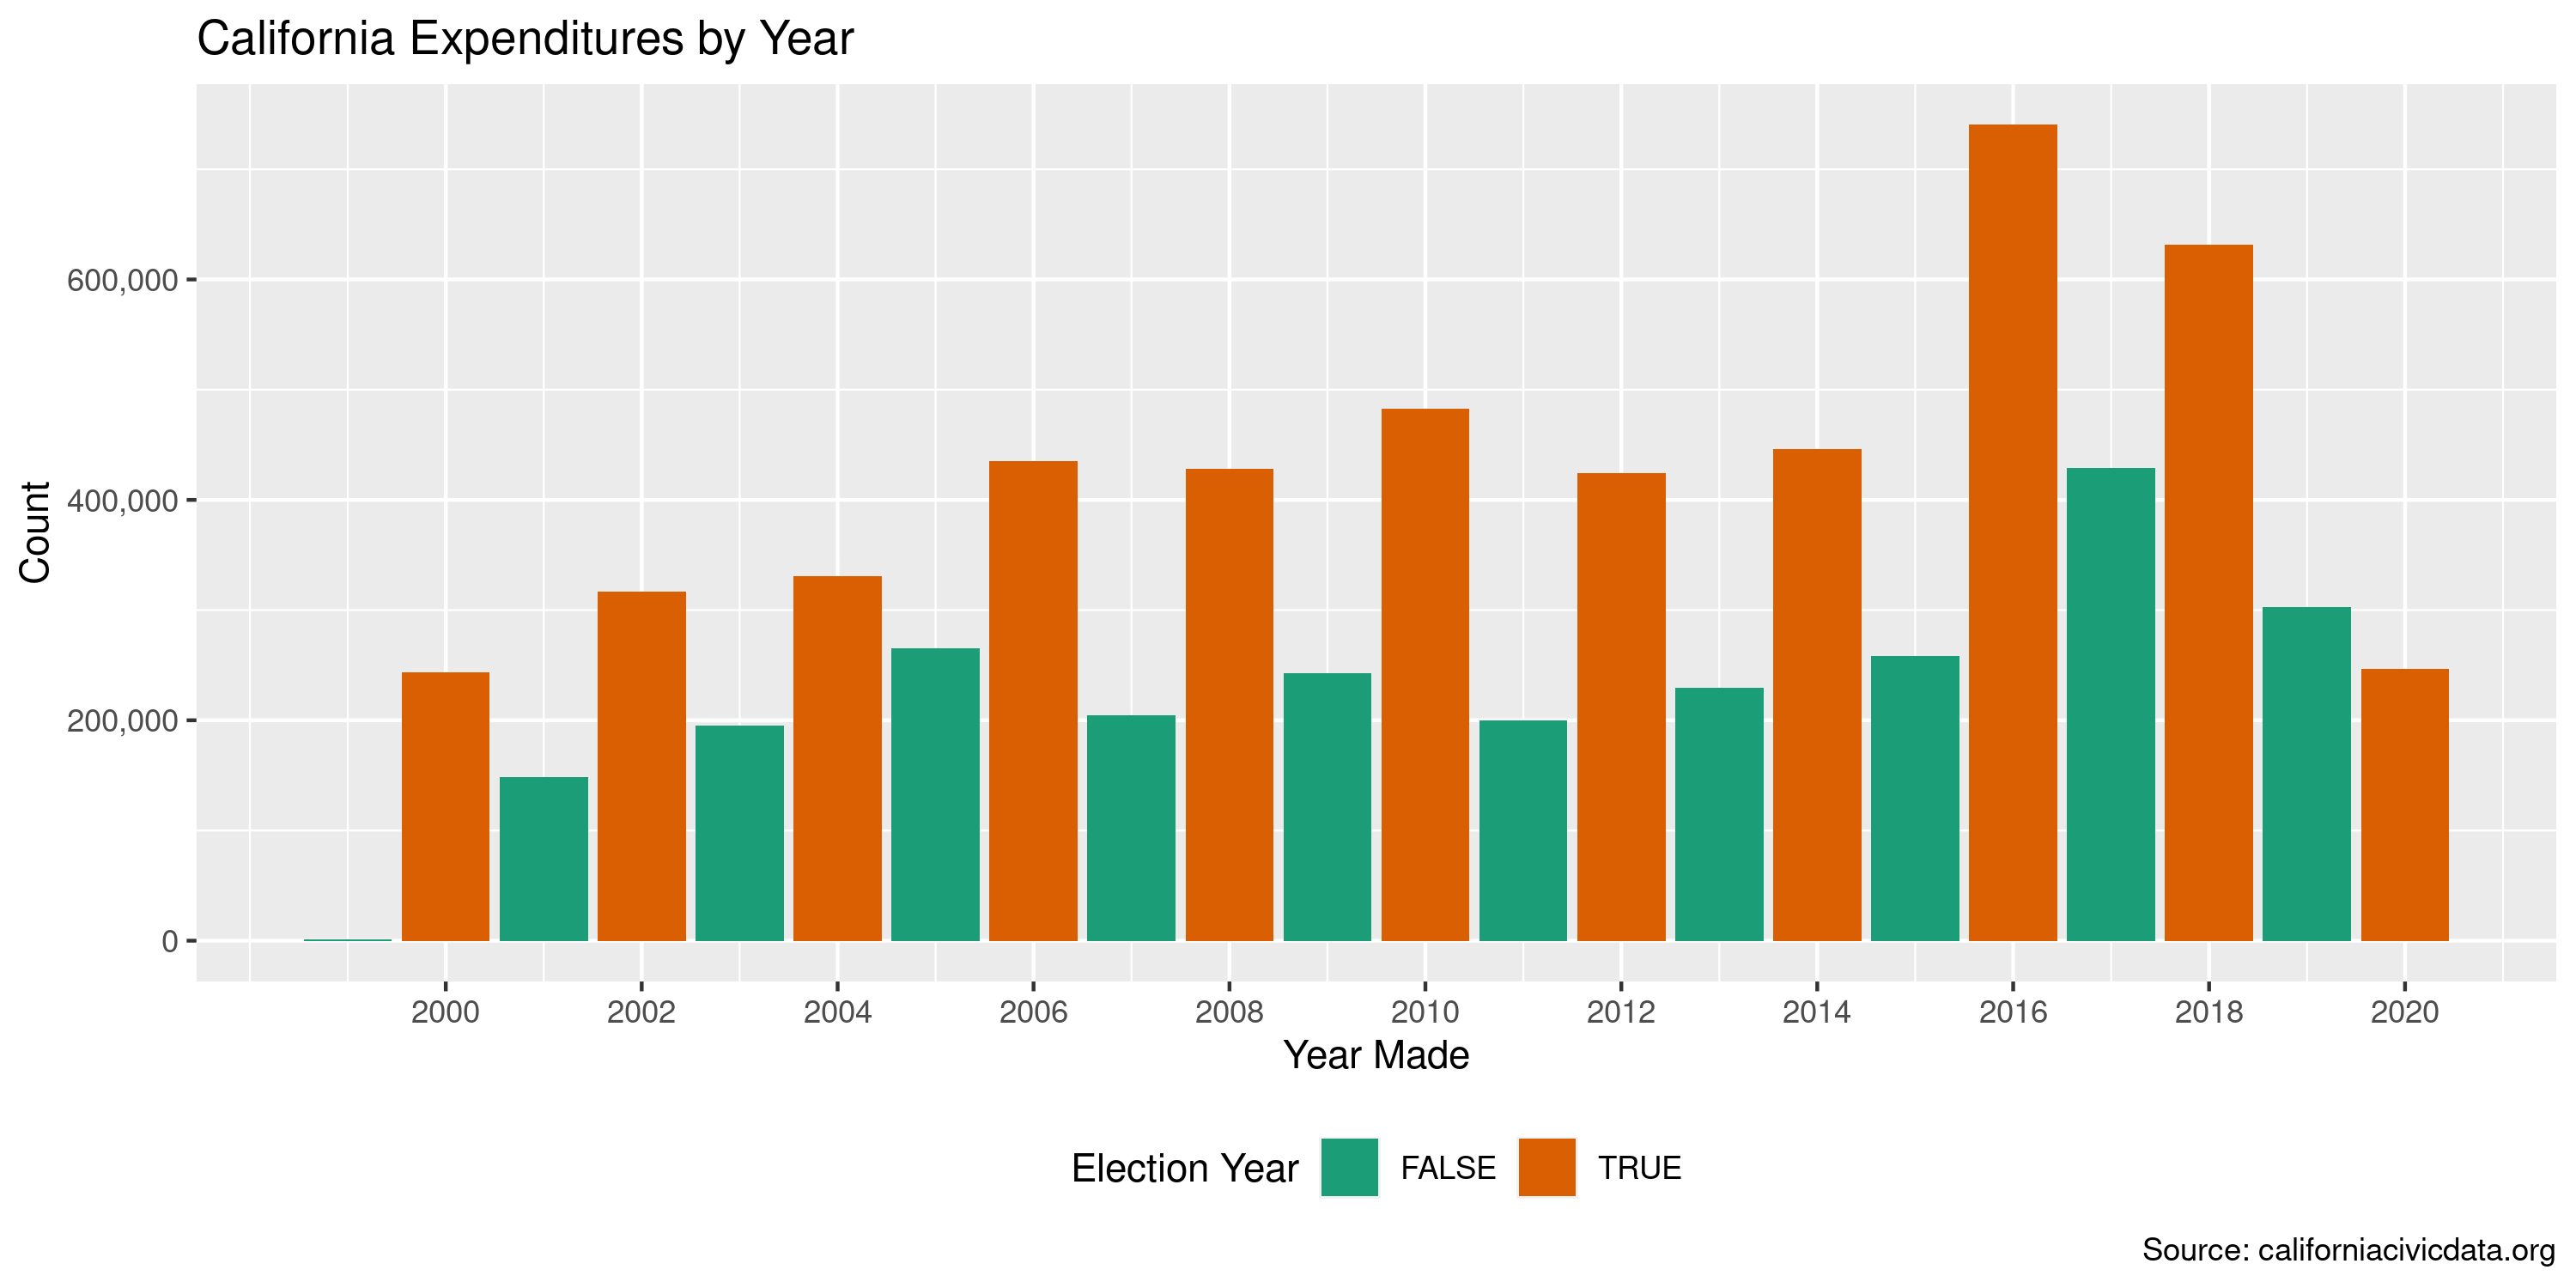 California Expenditures by Year
Count
600,000
400,000
200,000
0
2000 2002 2004 2006 2008 2010 2012 2014 2016 2018 2020
Year Made
Election Year FALSE TRUE
Source: californiacivicdata.org